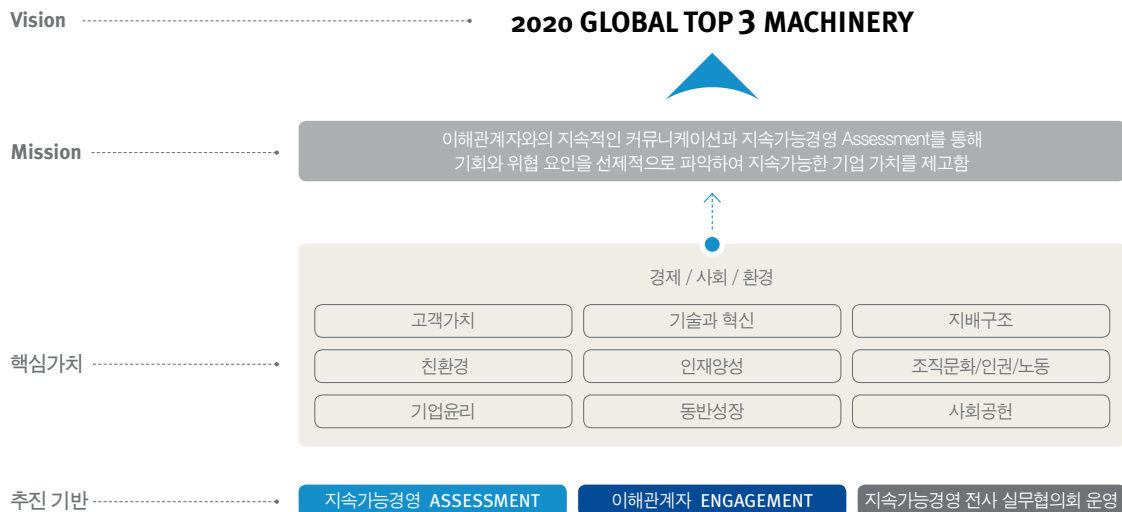 Vision
2020 GLOBAL TOP 3 MACHINERY
Mission
이해관계자와의 지속적인 커뮤니케이션과 지속가능경영 Assessment를 통해
기회와 위협 요인을 선제적으로 파악하여 지속가능한 기업 가치를 제고함
경제 / 사회 / 환경
고객가치
기술과 혁신
지배구조
핵심가치
친환경
인재양성
조직문화/인권/노동
기업윤리
동반성장
사회공헌
추진 기반
지속가능경영 ASSESSMENT
이해관계자 ENGAGEMENT
지속가능경영 전사 실무협의회 운영